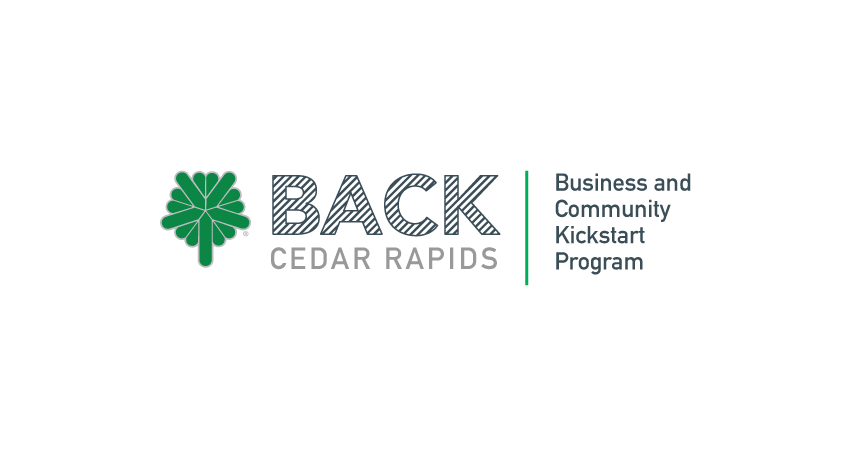 BACK
CEDAR RAPIDS
Business and
Community
Kickstart
Program
®